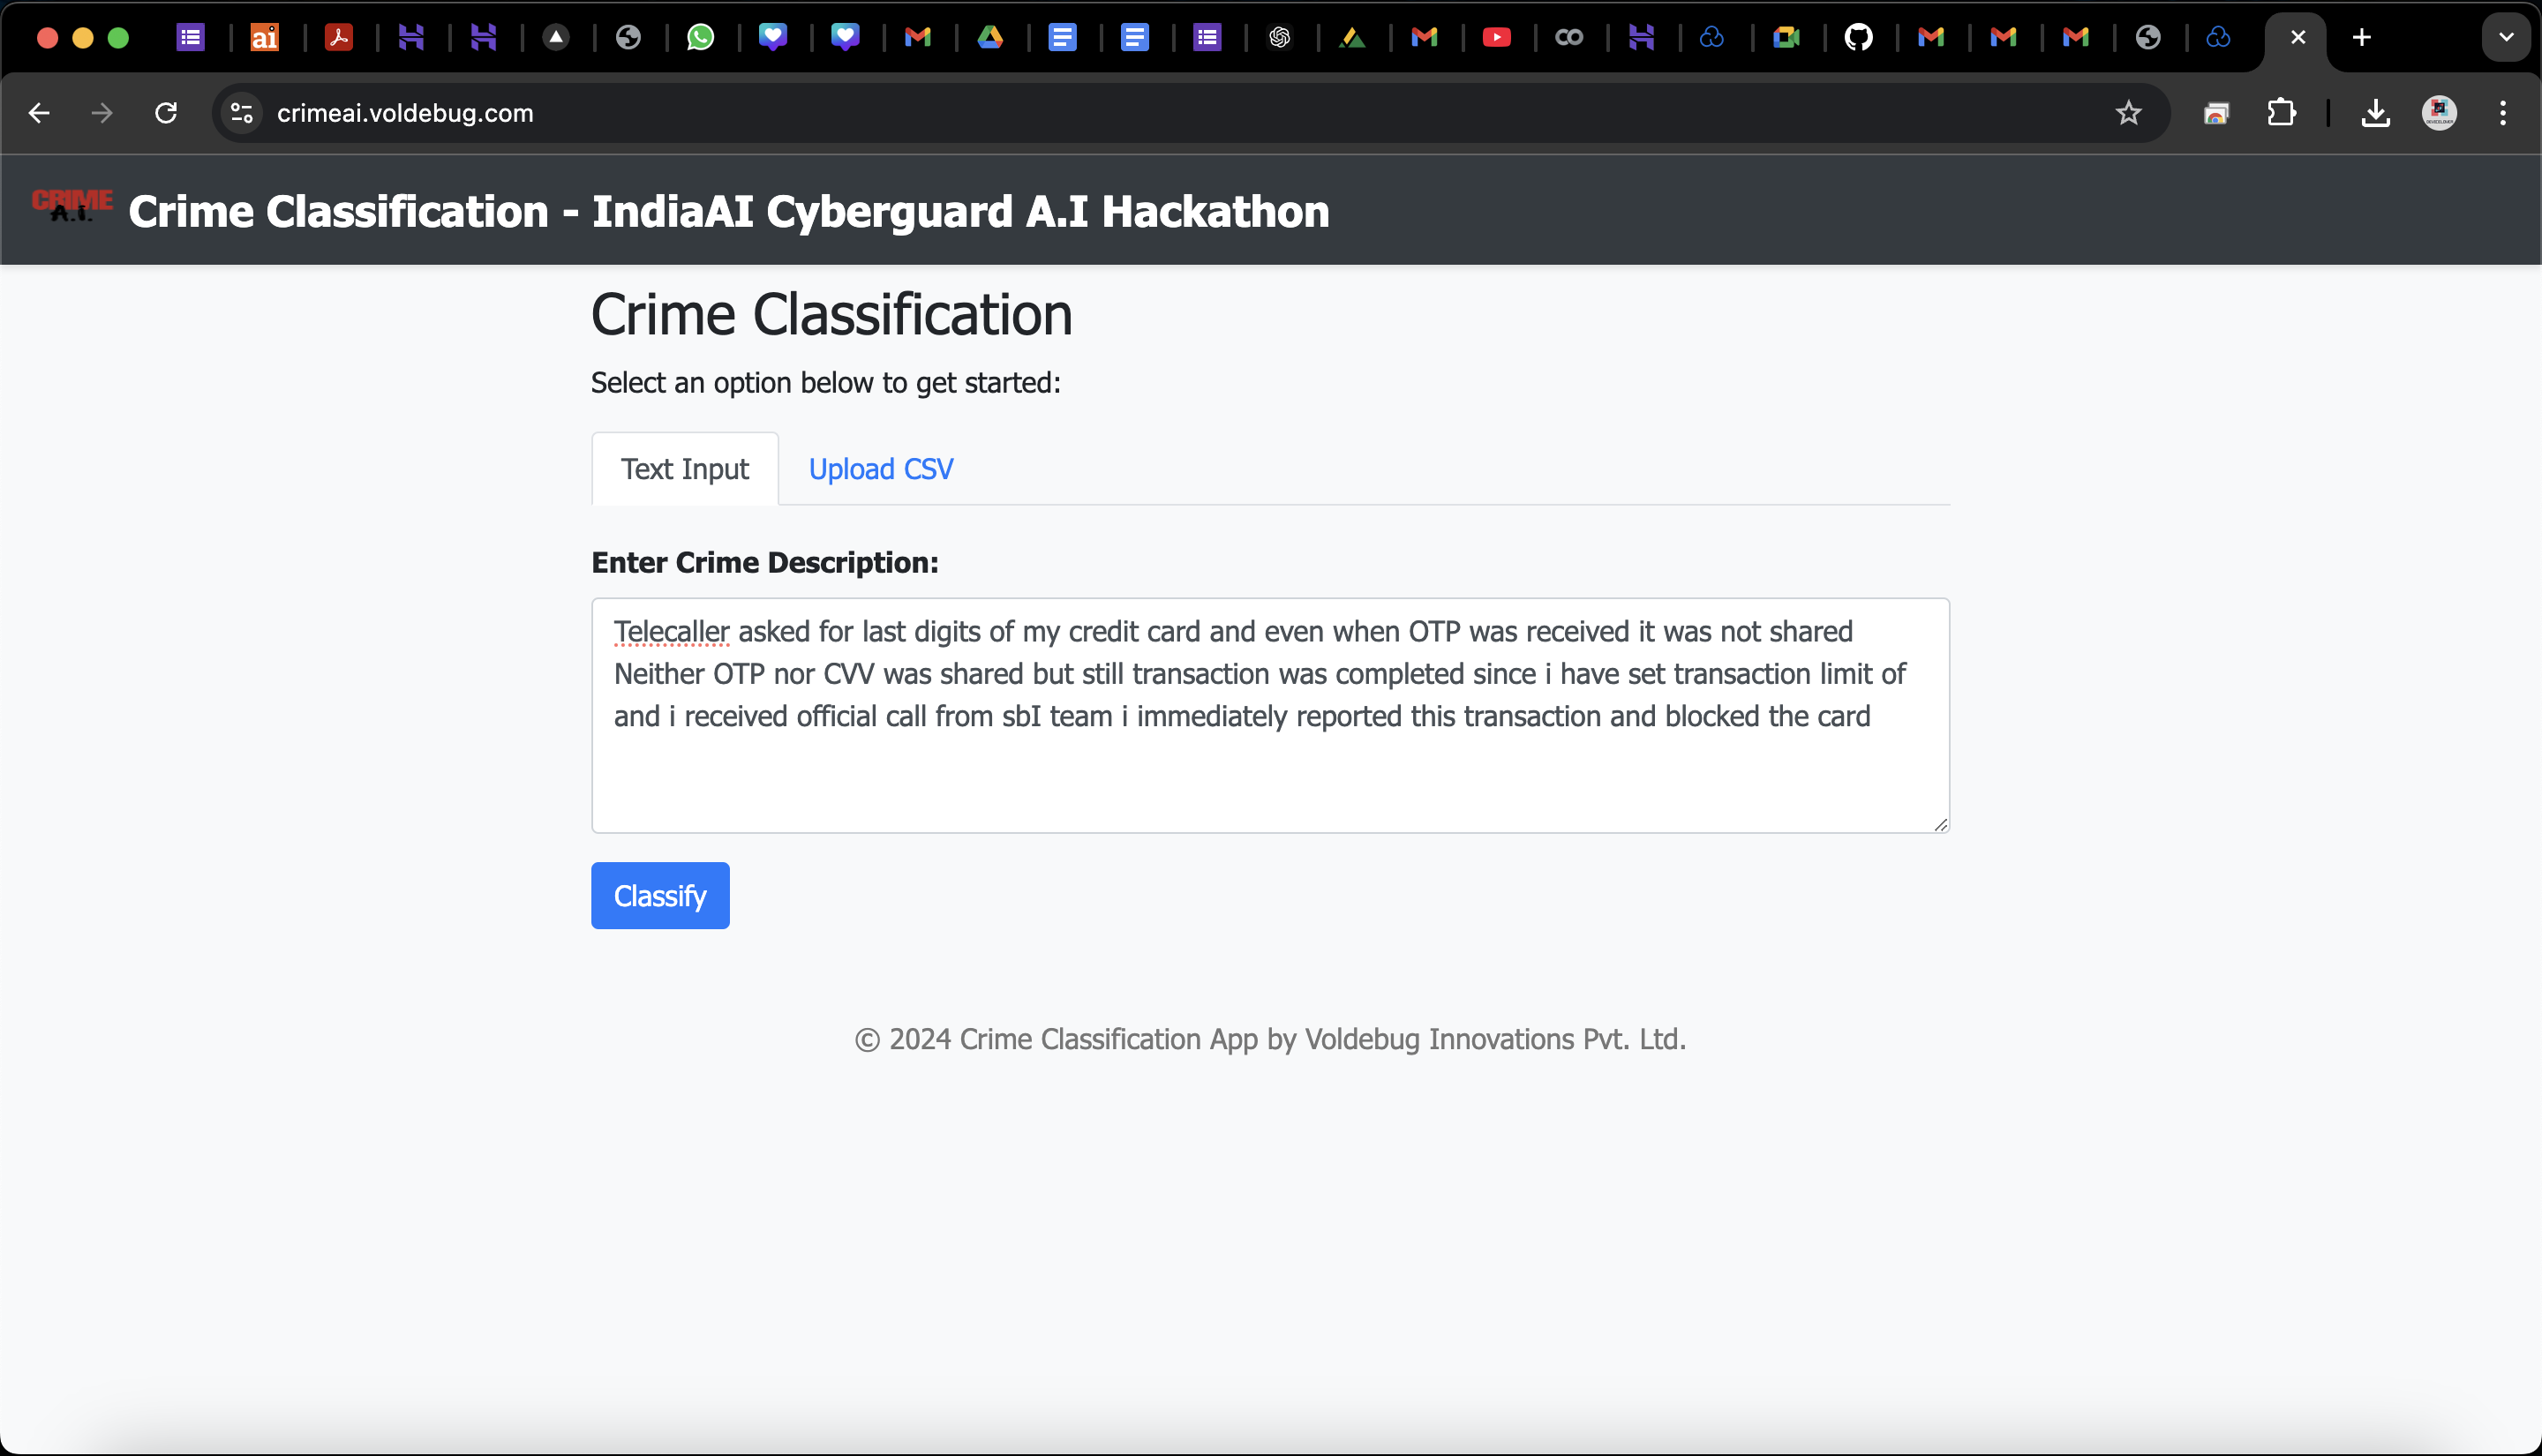 ai
crimeai.voldebug.com
CRIME
A.I.
Crime Classification - IndiaAI Cyberguard A.I Hackathon
Crime Classification
Select an option below to get started:
Text Input
Upload CSV
Enter Crime Description:
Telecaller asked for last digits of my credit card and even when OTP was received it was not shared
Neither OTP nor CVV was shared but still transaction was completed since i have set transaction limit of
and i received official call from sbI team i immediately reported this transaction and blocked the card
Classify
© 2024 Crime Classification App by Voldebug Innovations Pvt. Ltd.